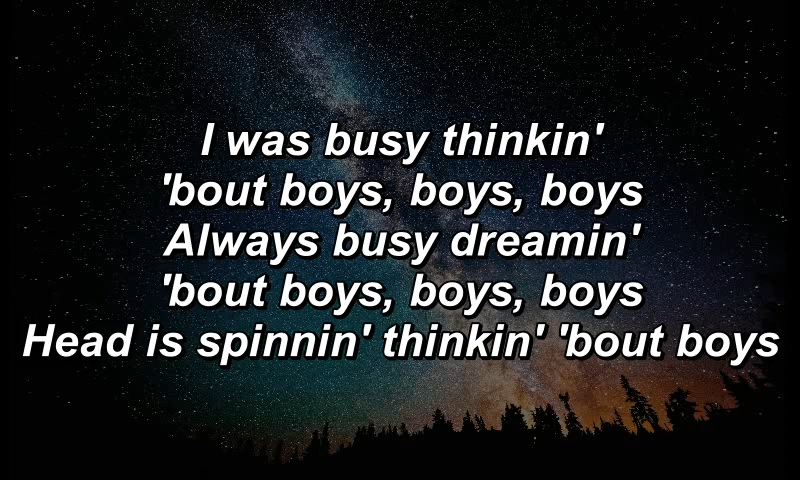 I was busy thinkin'
'bout boys, boys, boys
Always busy dreamin'
'bout boys, boys, boys
Head is spinnin' thinkin' 'bout boys